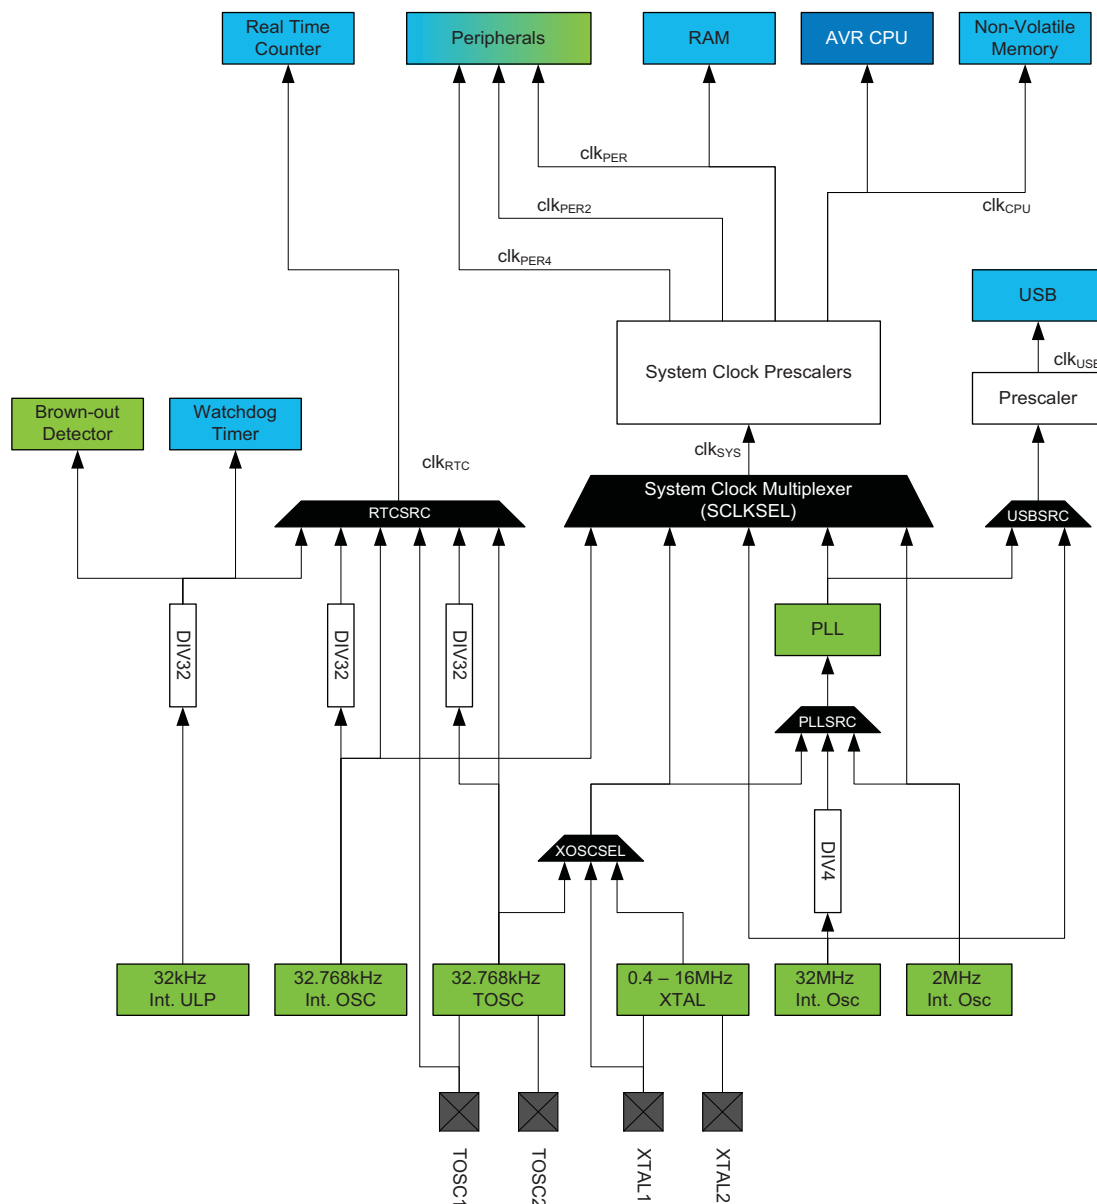 Real Time
Counter
Peripherals
RAM
AVR CPU
Non-Volatile
Memory
clkPER
clkPER2
clkCPU
clkPER4
USB
System Clock Prescalers
clkUSB
Prescaler
Brown-out
Detector
Watchdog
Timer
clkSYS
clkRTC
System Clock Multiplexer
(SCLKSEL)
RTCSRC
USBSRC
DIV32
DIV32
DIV32
PLL
PLLSRC
XOSCSEL
DIV4
32kHz
Int. ULP
32.768kHz
Int. OSC
32.768kHz
TOSC
0.4 – 16MHz
XTAL
32MHz
Int. Osc
2MHz
Int. Osc
TOSC1
TOSC2
XTAL1
XTAL2